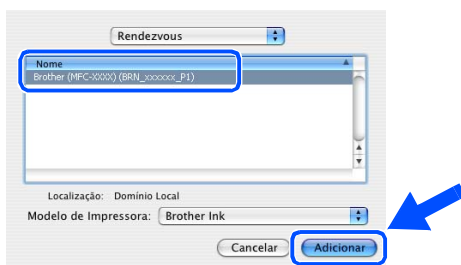 Rendezvous
Nome
Brother (MFC-XXXX) (BRN_xxxxxx_P1)
Localização: Domínio Local
Modelo de Impressora: Brother Ink
Cancelar Adicionar